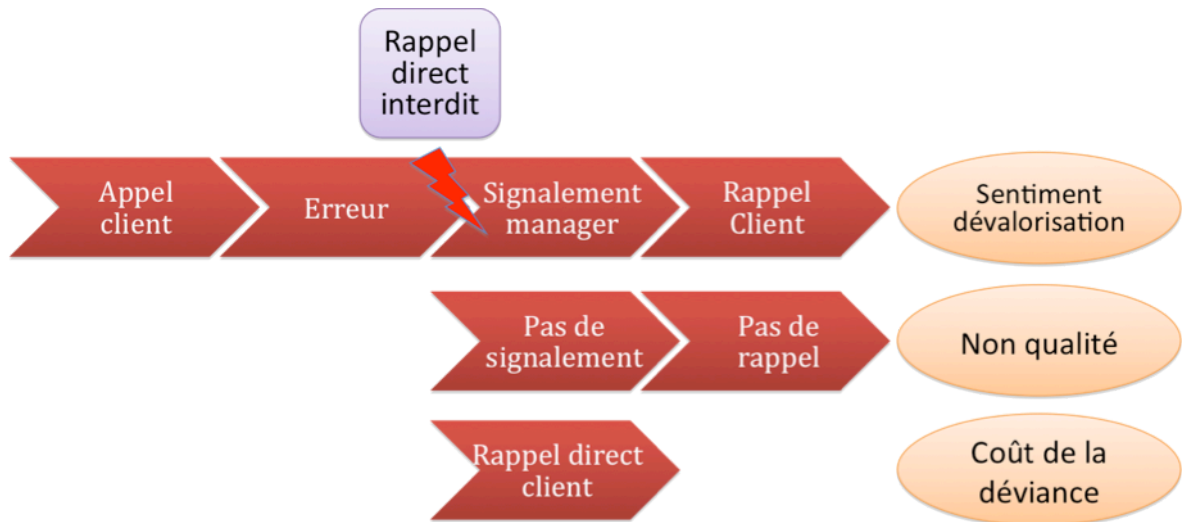 Rappel
direct
interdit
Appel
client
Erreur
Signalement
manager
Rappel
Client
Sentiment
dévalorisation
Pas de
signalement
Pas de
rappel
Non qualité
Rappel direct
client
Coût de la
déviance